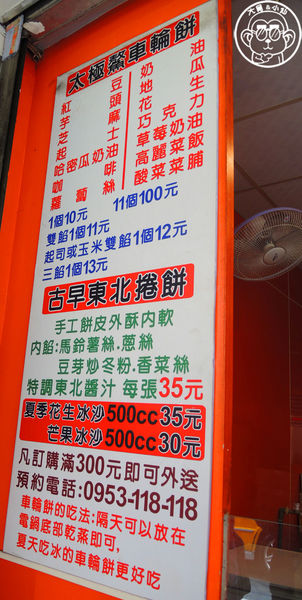 太極鰲車輪餅
紅豆 奶油
芋頭 地瓜
芝麻 花生
起士 巧克力
哈密瓜奶油 草莓奶油
咖啡 高麗菜飯
蘿蔔絲 酸菜菜脯
1個10元 11個100元
雙餡1個11元
起司或玉米雙餡1個12元
三餡1個13元
古早東北捲餅
手工餅皮外酥內軟
內餡:馬鈴薯絲.蔥絲
豆芽炒冬粉.香菜絲
特調東北醬汁 每張35元
夏季花生冰沙500cc35元
芒果冰沙500cc30元
凡訂購滿300元即可外送
預約電話:0953-118-118
車輪餅的吃法:隔天可以放在
電鍋底部乾蒸即可,
夏天吃冰的車輪餅更好吃